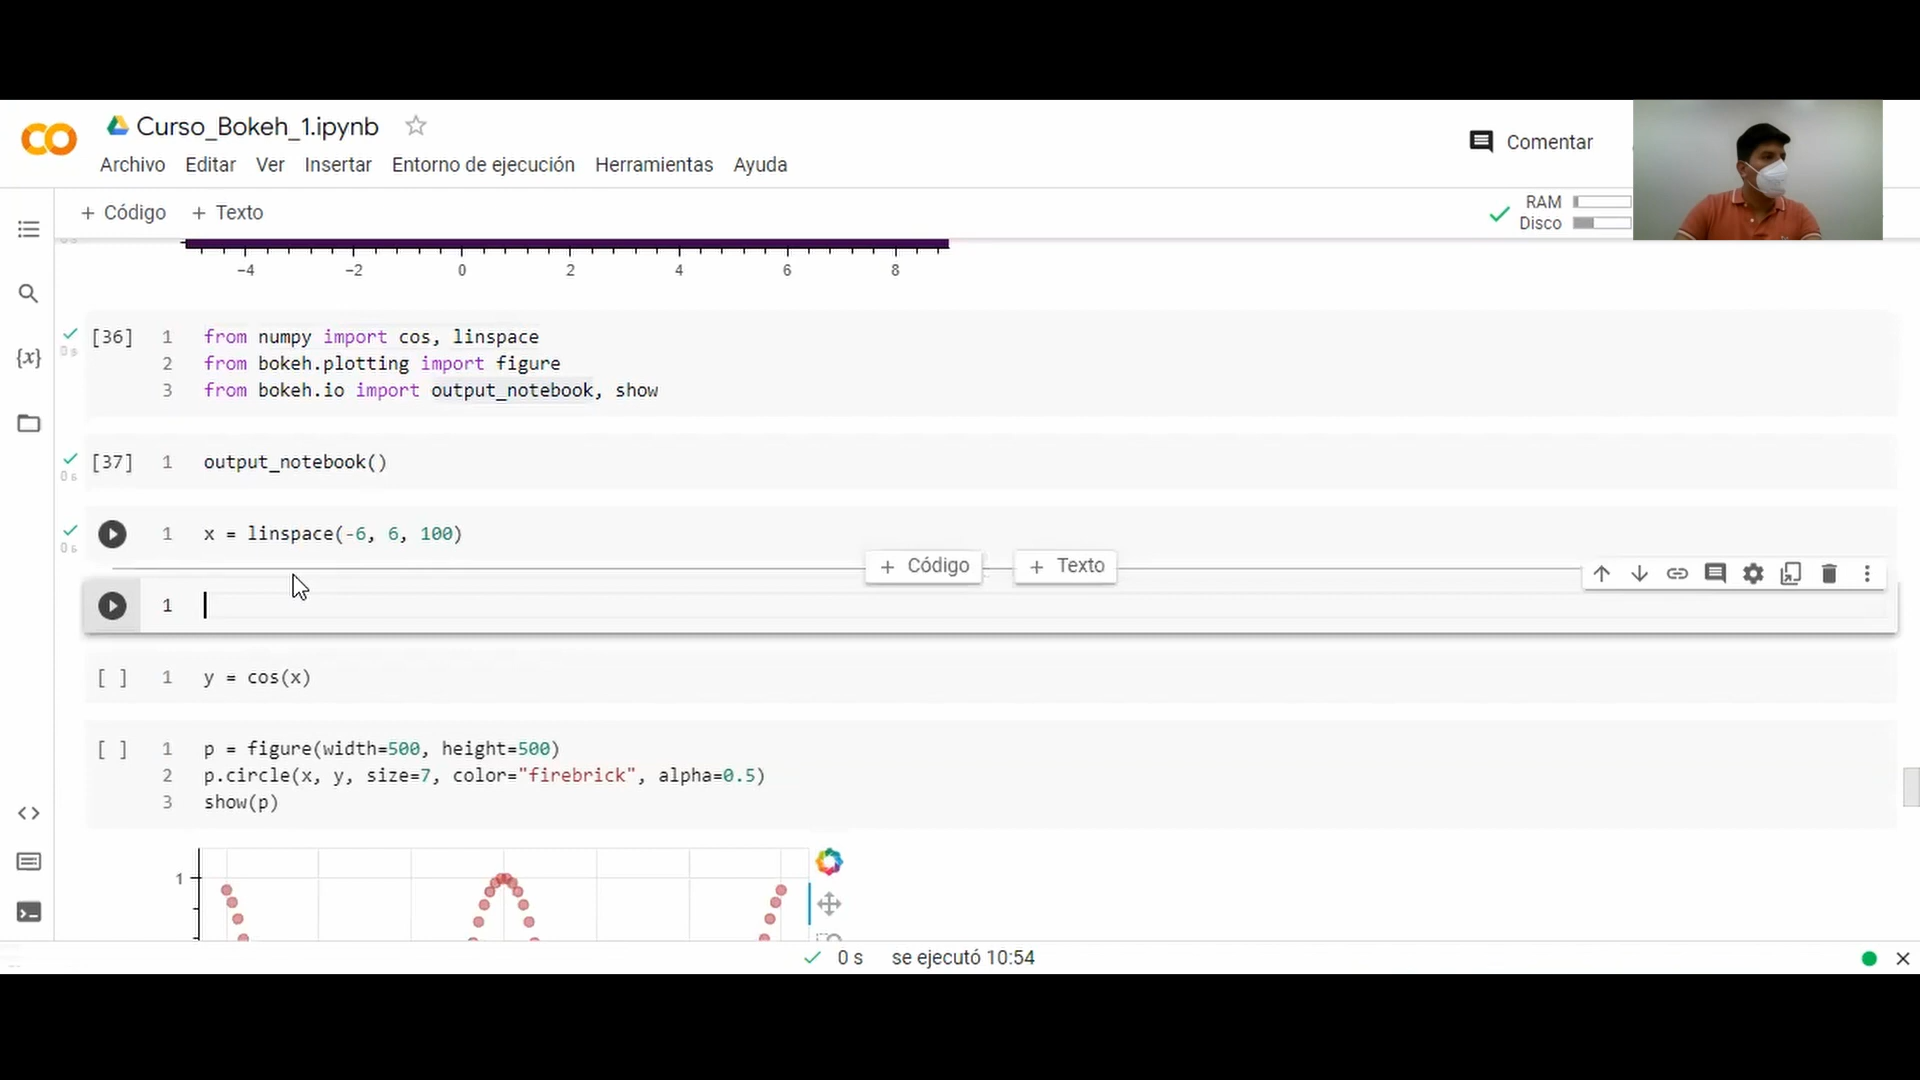 Curso_Bokeh_1.ipynb
Archivo Editar Ver Insertar Entorno de ejecución Herramientas Ayuda
Comentar
+ Código + Texto
RAM
Disco
-4 -2 0 2 4 6 8
[36] 1 from numpy import cos, linspace
0 s
2 from bokeh.plotting import figure
3 from bokeh.io import output_notebook, show
[37] 1 output_notebook()
0 s
1 x = linspace(-6, 6, 100)
0 s
+ Código + Texto
1
[ ] 1 y = cos(x)
[ ] 1 p = figure(width=500, height=500)
2 p.circle(x, y, size=7, color="firebrick", alpha=0.5)
3 show(p)
1
0 s se ejecutó 10:54